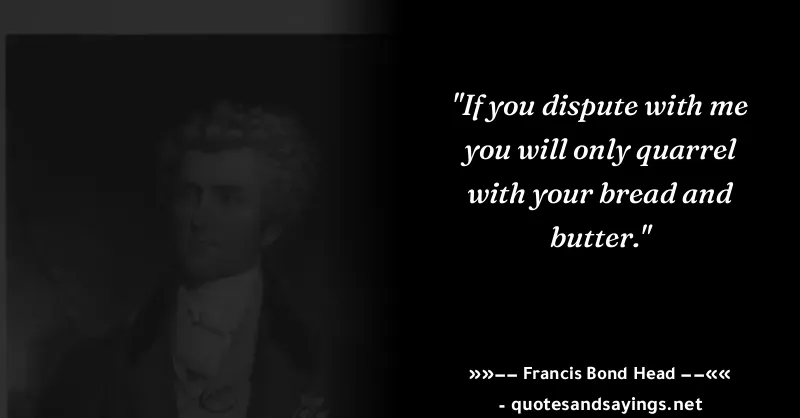 "If you dispute with me
you will only quarrel
with your bread and
butter."
»»−− Francis Bond Head −−««
- quotesandsayings.net